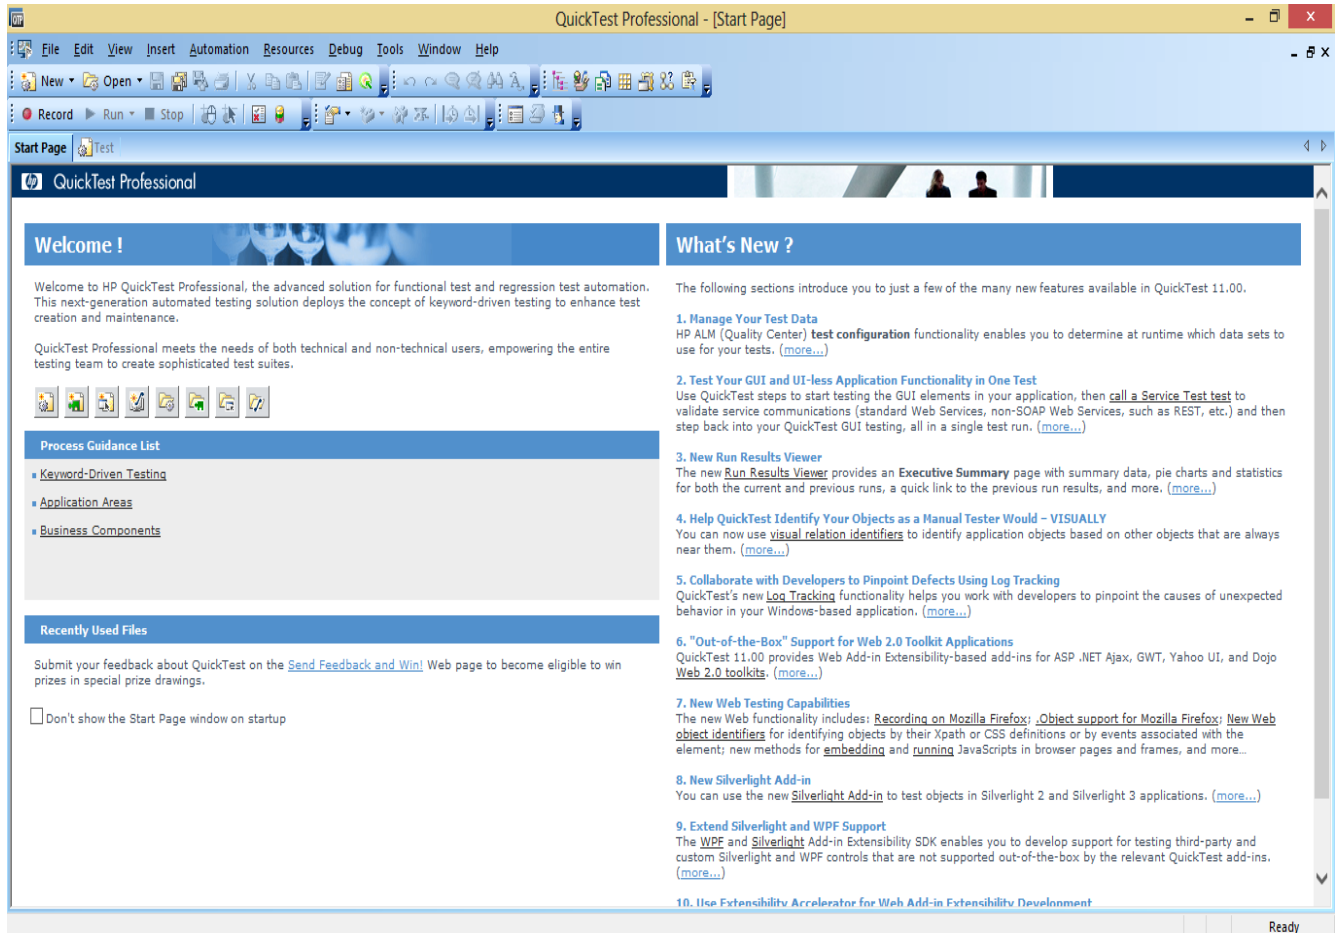 QTP
QuickTest Professional - [Start Page]
File Edit View Insert Automation Resources Debug Tools Window Help
New Open
Record Run Stop
Start Page Test
hp QuickTest Professional
Welcome !
Welcome to HP QuickTest Professional, the advanced solution for functional test and regression test automation.
This next-generation automated testing solution deploys the concept of keyword-driven testing to enhance test
creation and maintenance.
QuickTest Professional meets the needs of both technical and non-technical users, empowering the entire
testing team to create sophisticated test suites.
Process Guidance List
Keyword-Driven Testing
Application Areas
Business Components
Recently Used Files
Submit your feedback about QuickTest on the Send Feedback and Win! Web page to become eligible to win
prizes in special prize drawings.
Don't show the Start Page window on startup
What's New ?
The following sections introduce you to just a few of the many new features available in QuickTest 11.00.
1. Manage Your Test Data
HP ALM (Quality Center) test configuration functionality enables you to determine at runtime which data sets to
use for your tests. (more...)
2. Test Your GUI and UI-less Application Functionality in One Test
Use QuickTest steps to start testing the GUI elements in your application, then call a Service Test test to
validate service communications (standard Web Services, non-SOAP Web Services, such as REST, etc.) and then
step back into your QuickTest GUI testing, all in a single test run. (more...)
3. New Run Results Viewer
The new Run Results Viewer provides an Executive Summary page with summary data, pie charts and statistics
for both the current and previous runs, a quick link to the previous run results, and more. (more...)
4. Help QuickTest Identify Your Objects as a Manual Tester Would – VISUALLY
You can now use visual relation identifiers to identify application objects based on other objects that are always
near them. (more...)
5. Collaborate with Developers to Pinpoint Defects Using Log Tracking
QuickTest's new Log Tracking functionality helps you work with developers to pinpoint the causes of unexpected
behavior in your Windows-based application. (more...)
6. "Out-of-the-Box" Support for Web 2.0 Toolkit Applications
QuickTest 11.00 provides Web Add-in Extensibility-based add-ins for ASP .NET Ajax, GWT, Yahoo UI, and Dojo
Web 2.0 toolkits. (more...)
7. New Web Testing Capabilities
The new Web functionality includes: Recording on Mozilla Firefox; .Object support for Mozilla Firefox; New Web
object identifiers for identifying objects by their Xpath or CSS definitions or by events associated with the
element; new methods for embedding and running JavaScripts in browser pages and frames, and more...
8. New Silverlight Add-in
You can use the new Silverlight Add-in to test objects in Silverlight 2 and Silverlight 3 applications. (more...)
9. Extend Silverlight and WPF Support
The WPF and Silverlight Add-in Extensibility SDK enables you to develop support for testing third-party and
custom Silverlight and WPF controls that are not supported out-of-the-box by the relevant QuickTest add-ins.
(more...)
10. Use Extensibility Accelerator for Web Add-in Extensibility Development
Ready